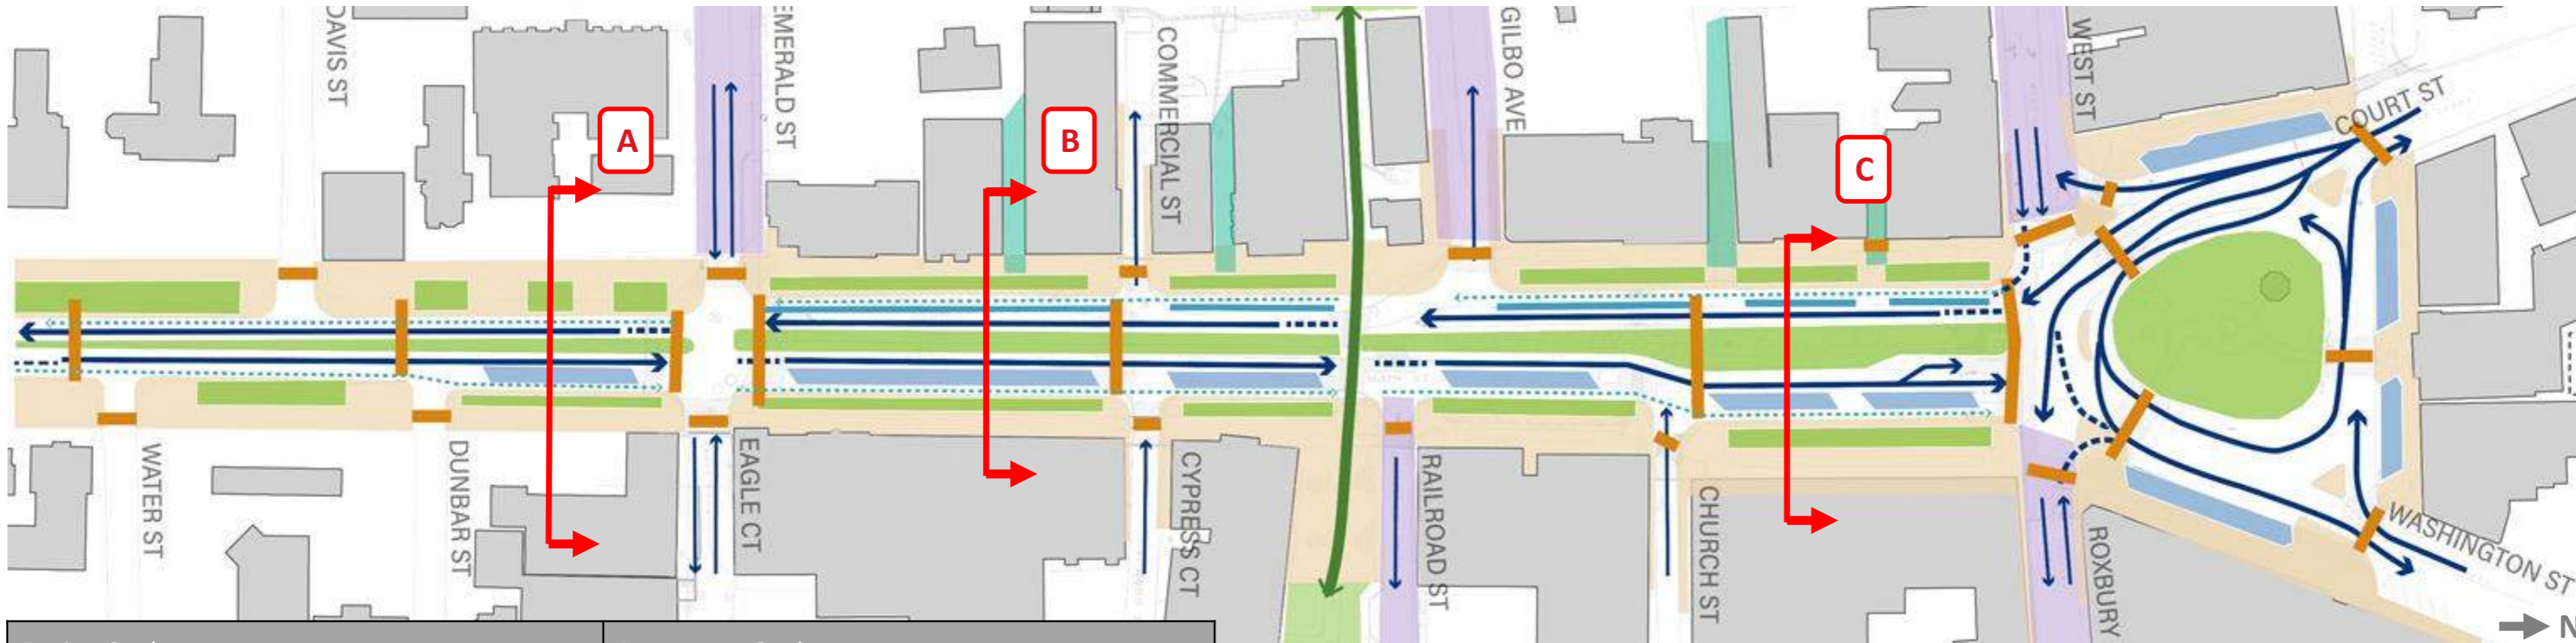 DAVIS ST
EMERALD ST
COMMERCIAL ST
GILBO AVE
WEST ST
COURT ST
A
B
C
WATER ST
DUNBAR ST
EAGLE CT
CYPRESS CT
RAILROAD ST
CHURCH ST
ROXBURY
WASHINGTON ST
N